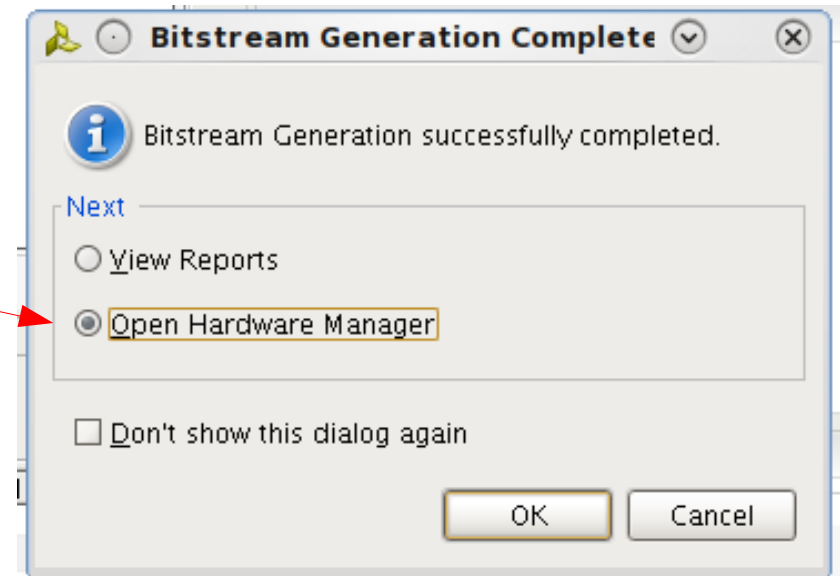 Bitstream Generation Complete
Bitstream Generation successfully completed.
Next
View Reports
Open Hardware Manager
Don't show this dialog again
OK
Cancel